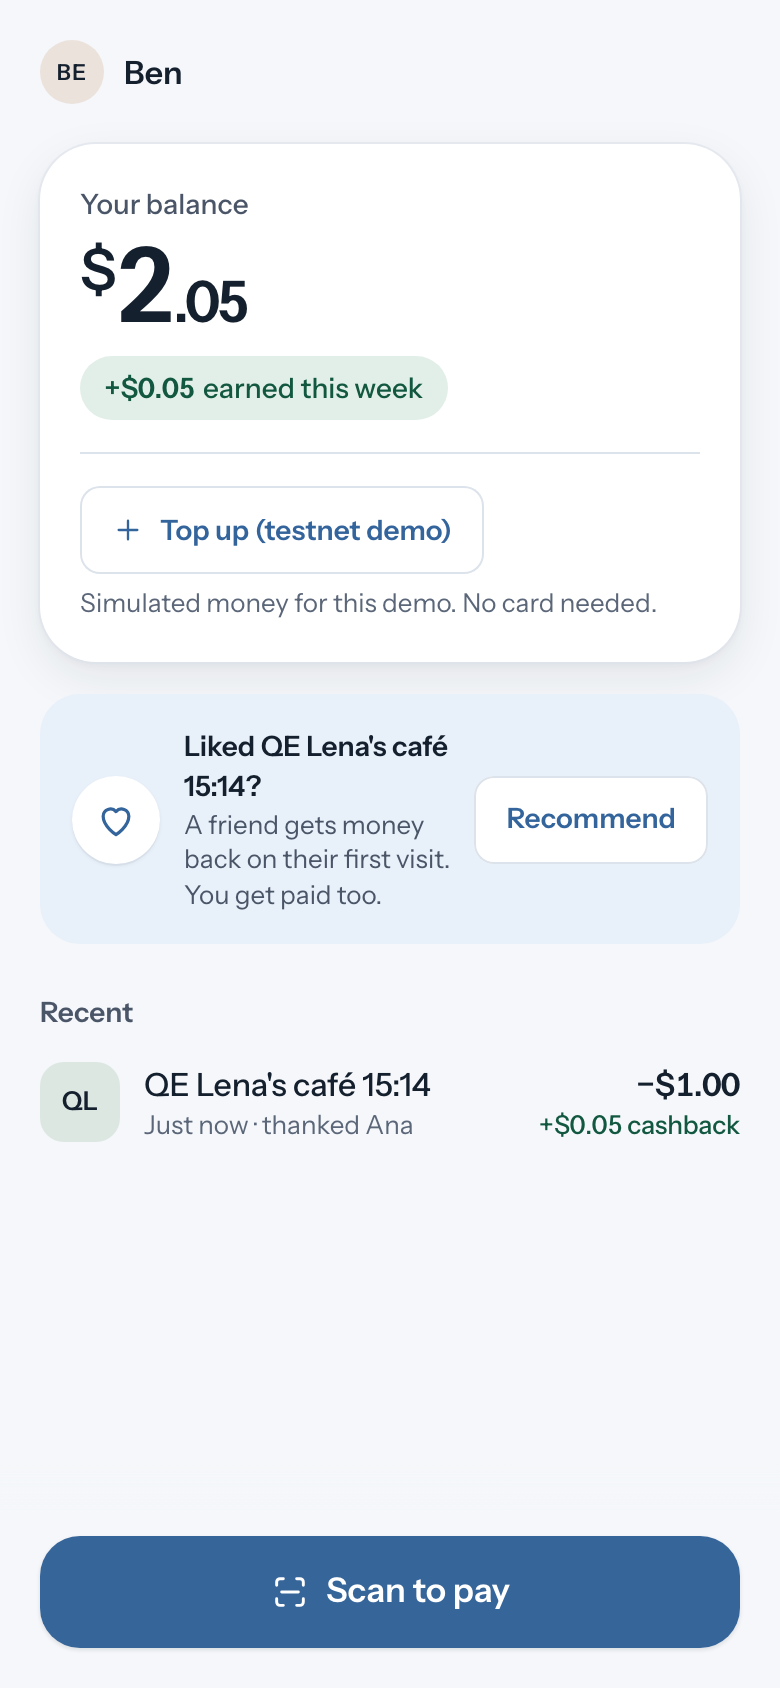 BE
Ben
Your balance
$2.05
+$0.05 earned this week
Top up (testnet demo)
Simulated money for this demo. No card needed.
Liked QE Lena's café
15:14?
A friend gets money
back on their first visit.
You get paid too.
Recommend
Recent
QL
QE Lena's café 15:14
−$1.00
Just now · thanked Ana
+$0.05 cashback
Scan to pay